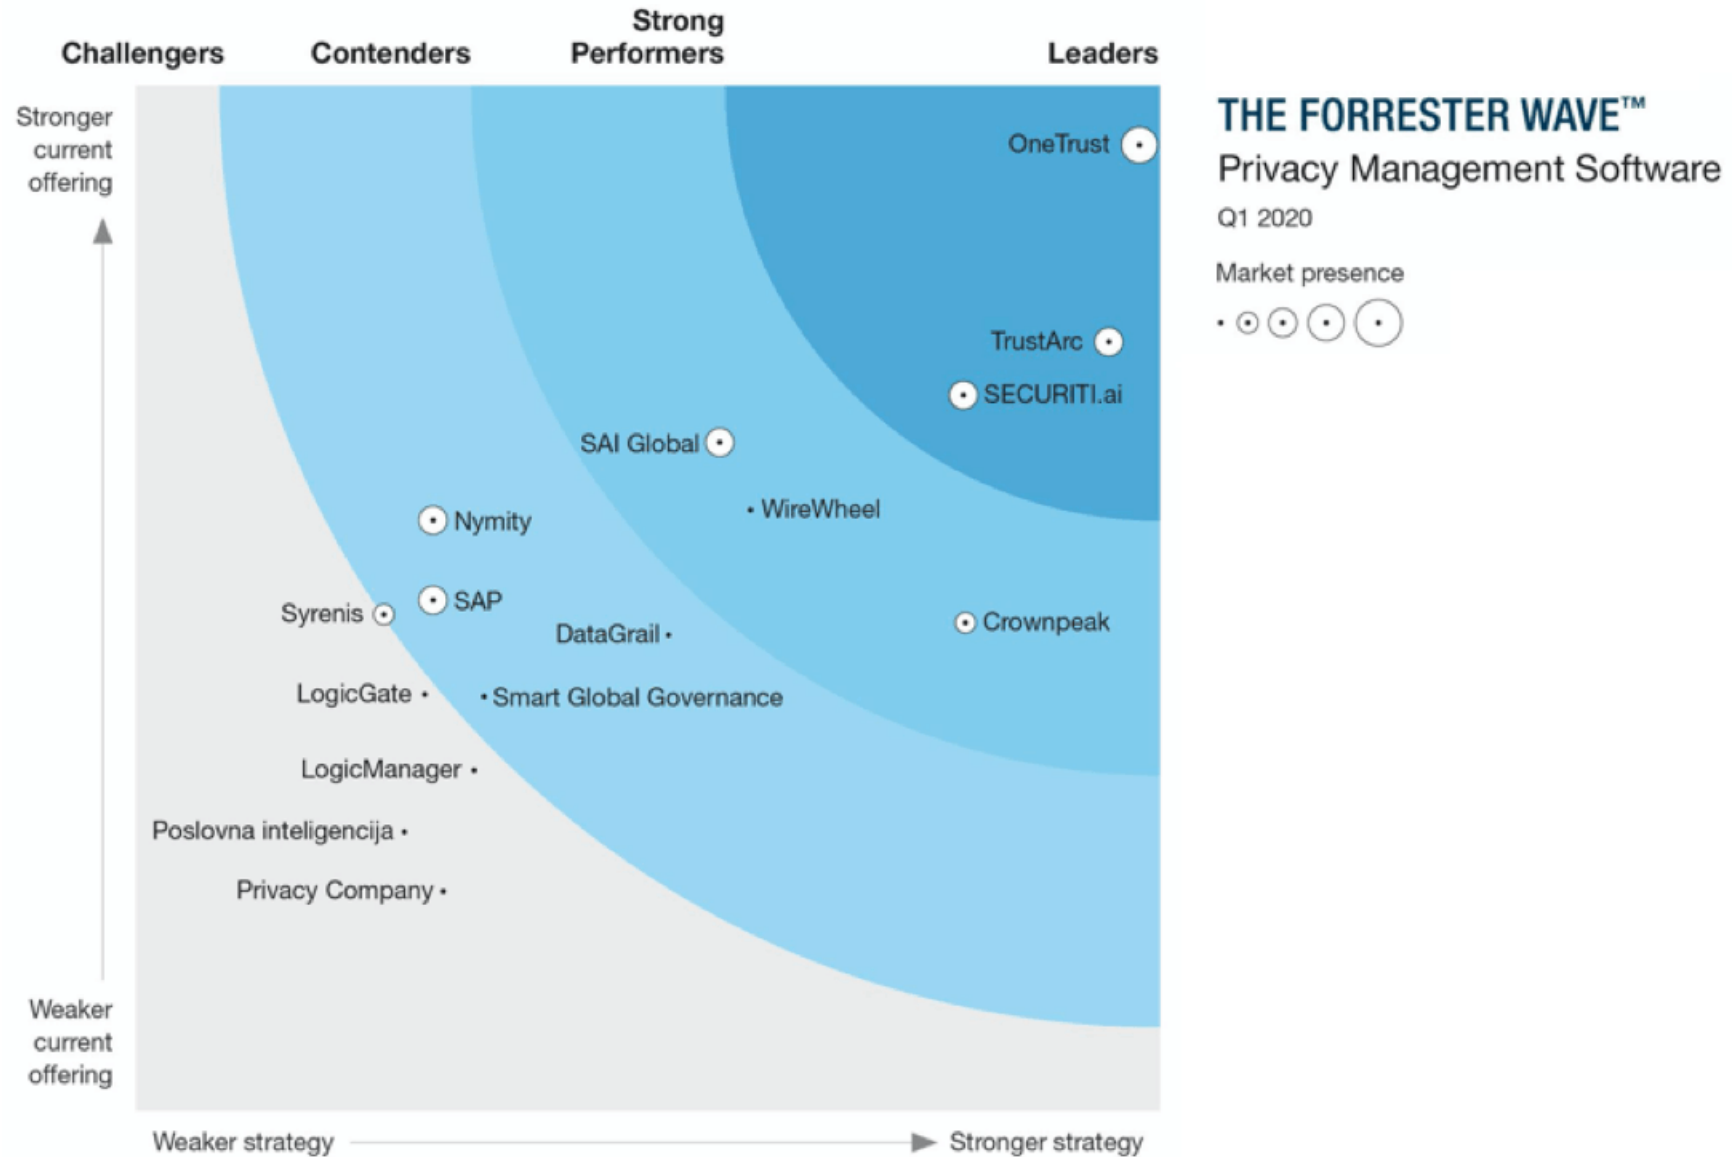 Challengers
Contenders
Strong
Performers
Leaders
Stronger
current
offering
THE FORRESTER WAVE™
Privacy Management Software
Q1 2020
Market presence
OneTrust
TrustArc
SECURITI.ai
SAI Global
WireWheel
Nymity
SAP
Syrenis
Crownpeak
DataGrail
LogicGate
Smart Global Governance
LogicManager
Poslovna inteligencija
Privacy Company
Weaker
current
offering
Weaker strategy
Stronger strategy